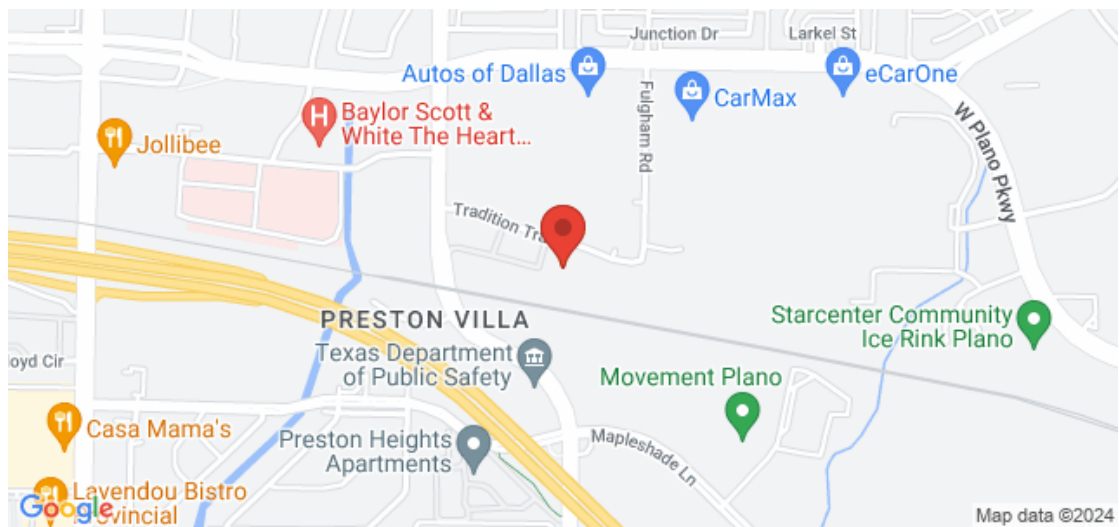 Junction Dr
Larkel St
Autos of Dallas
eCarOne
CarMax
Fulgham Rd
Baylor Scott &
White The Heart...
Jollibee
W Plano Pkwy
Tradition Tra
PRESTON VILLA
Texas Department
of Public Safety
Starcenter Community
Ice Rink Plano
loyd Cir
Movement Plano
Casa Mama's
Preston Heights
Apartments
Mapleshade Ln
Lavendou Bistro
Provincial
Google
Map data ©2024